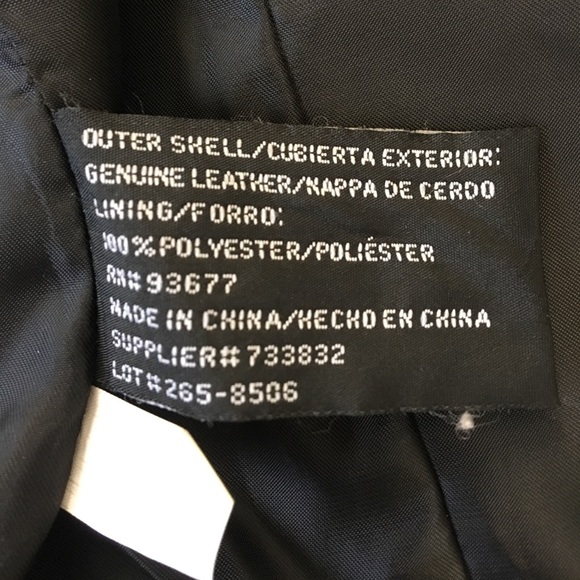 OUTER SHELL/CUBIERTA EXTERIOR:
GENUINE LEATHER/NAPPA DE CERDO
LINING/FORRO:
100%POLYESTER/POLIÉSTER
RN# 93677
MADE IN CHINA/HECHO EN CHINA
SUPPLIER# 733832
LOT#265-8506